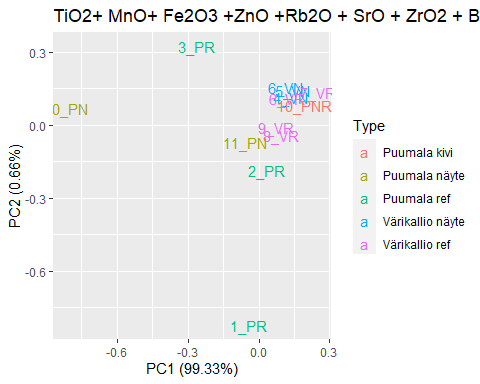 TiO2+ MnO+ Fe2O3 +ZnO +Rb2O + SrO + ZrO2 + B
0.3
0.0
-0.3
-0.6
PC2 (0.66%)
3_PR
0_PN
10_PNR
9_VR
11_PN
2_PR
1_PR
-0.6
-0.3
0.0
0.3
PC1 (99.33%)
Type
a Puumala kivi
a Puumala näyte
a Puumala ref
a Värikallio näyte
a Värikallio ref